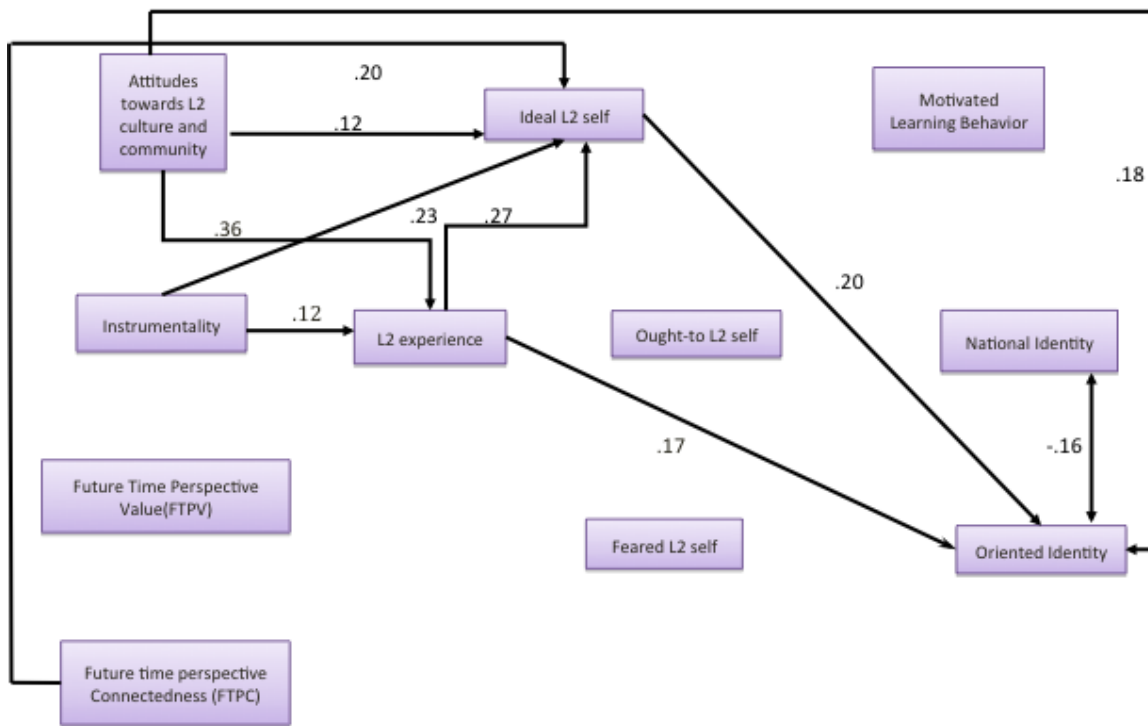 Attitudes
towards L2
culture and
community
.20
Ideal L2 self
Motivated
Learning Behavior
.12
.18
.36
.23
.27
Instrumentality
.12
L2 experience
Ought-to L2 self
.20
National Identity
.17
-.16
Future Time Perspective
Value(FTPV)
Feared L2 self
Oriented Identity
Future time perspective
Connectedness (FTPC)